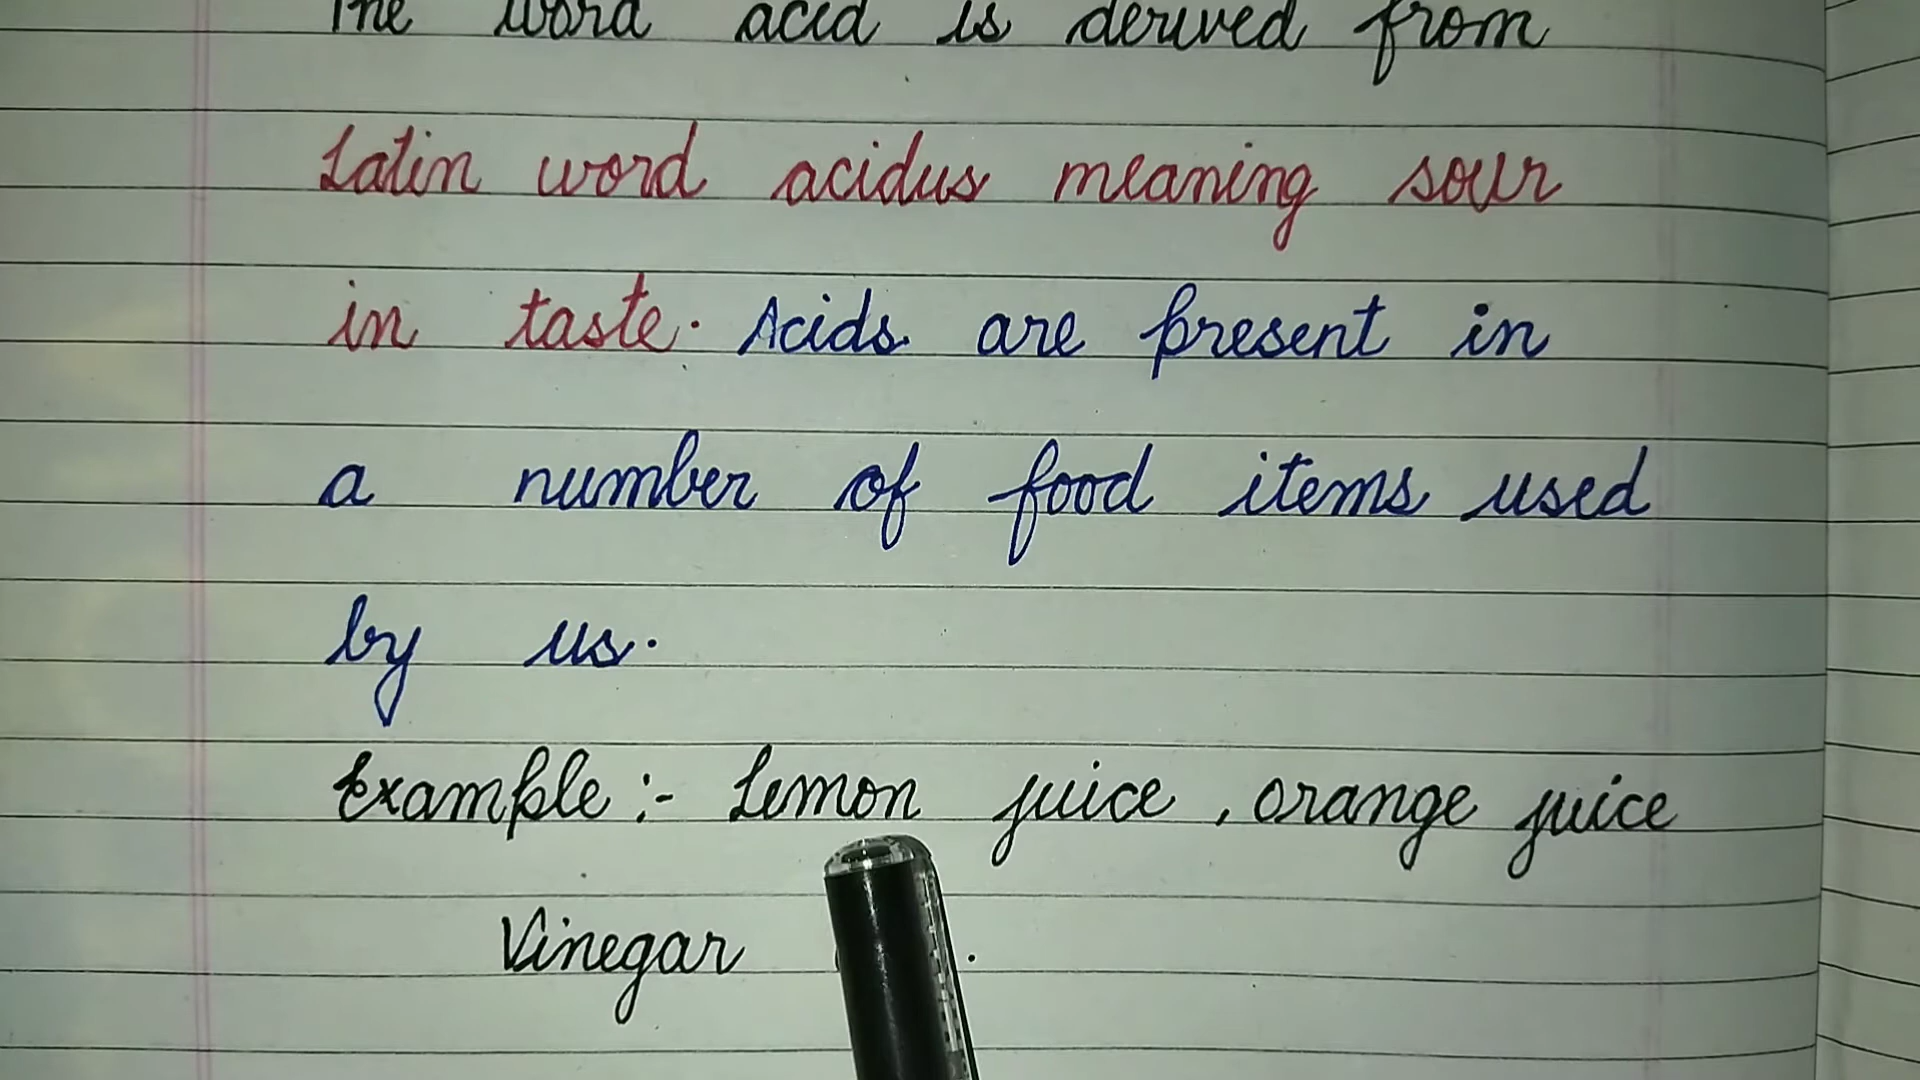 The word acid is derived from
Latin word acidus meaning sour
in taste. Acids are present in
a number of food items used
by us.
Example :- Lemon juice , orange juice
Vinegar .